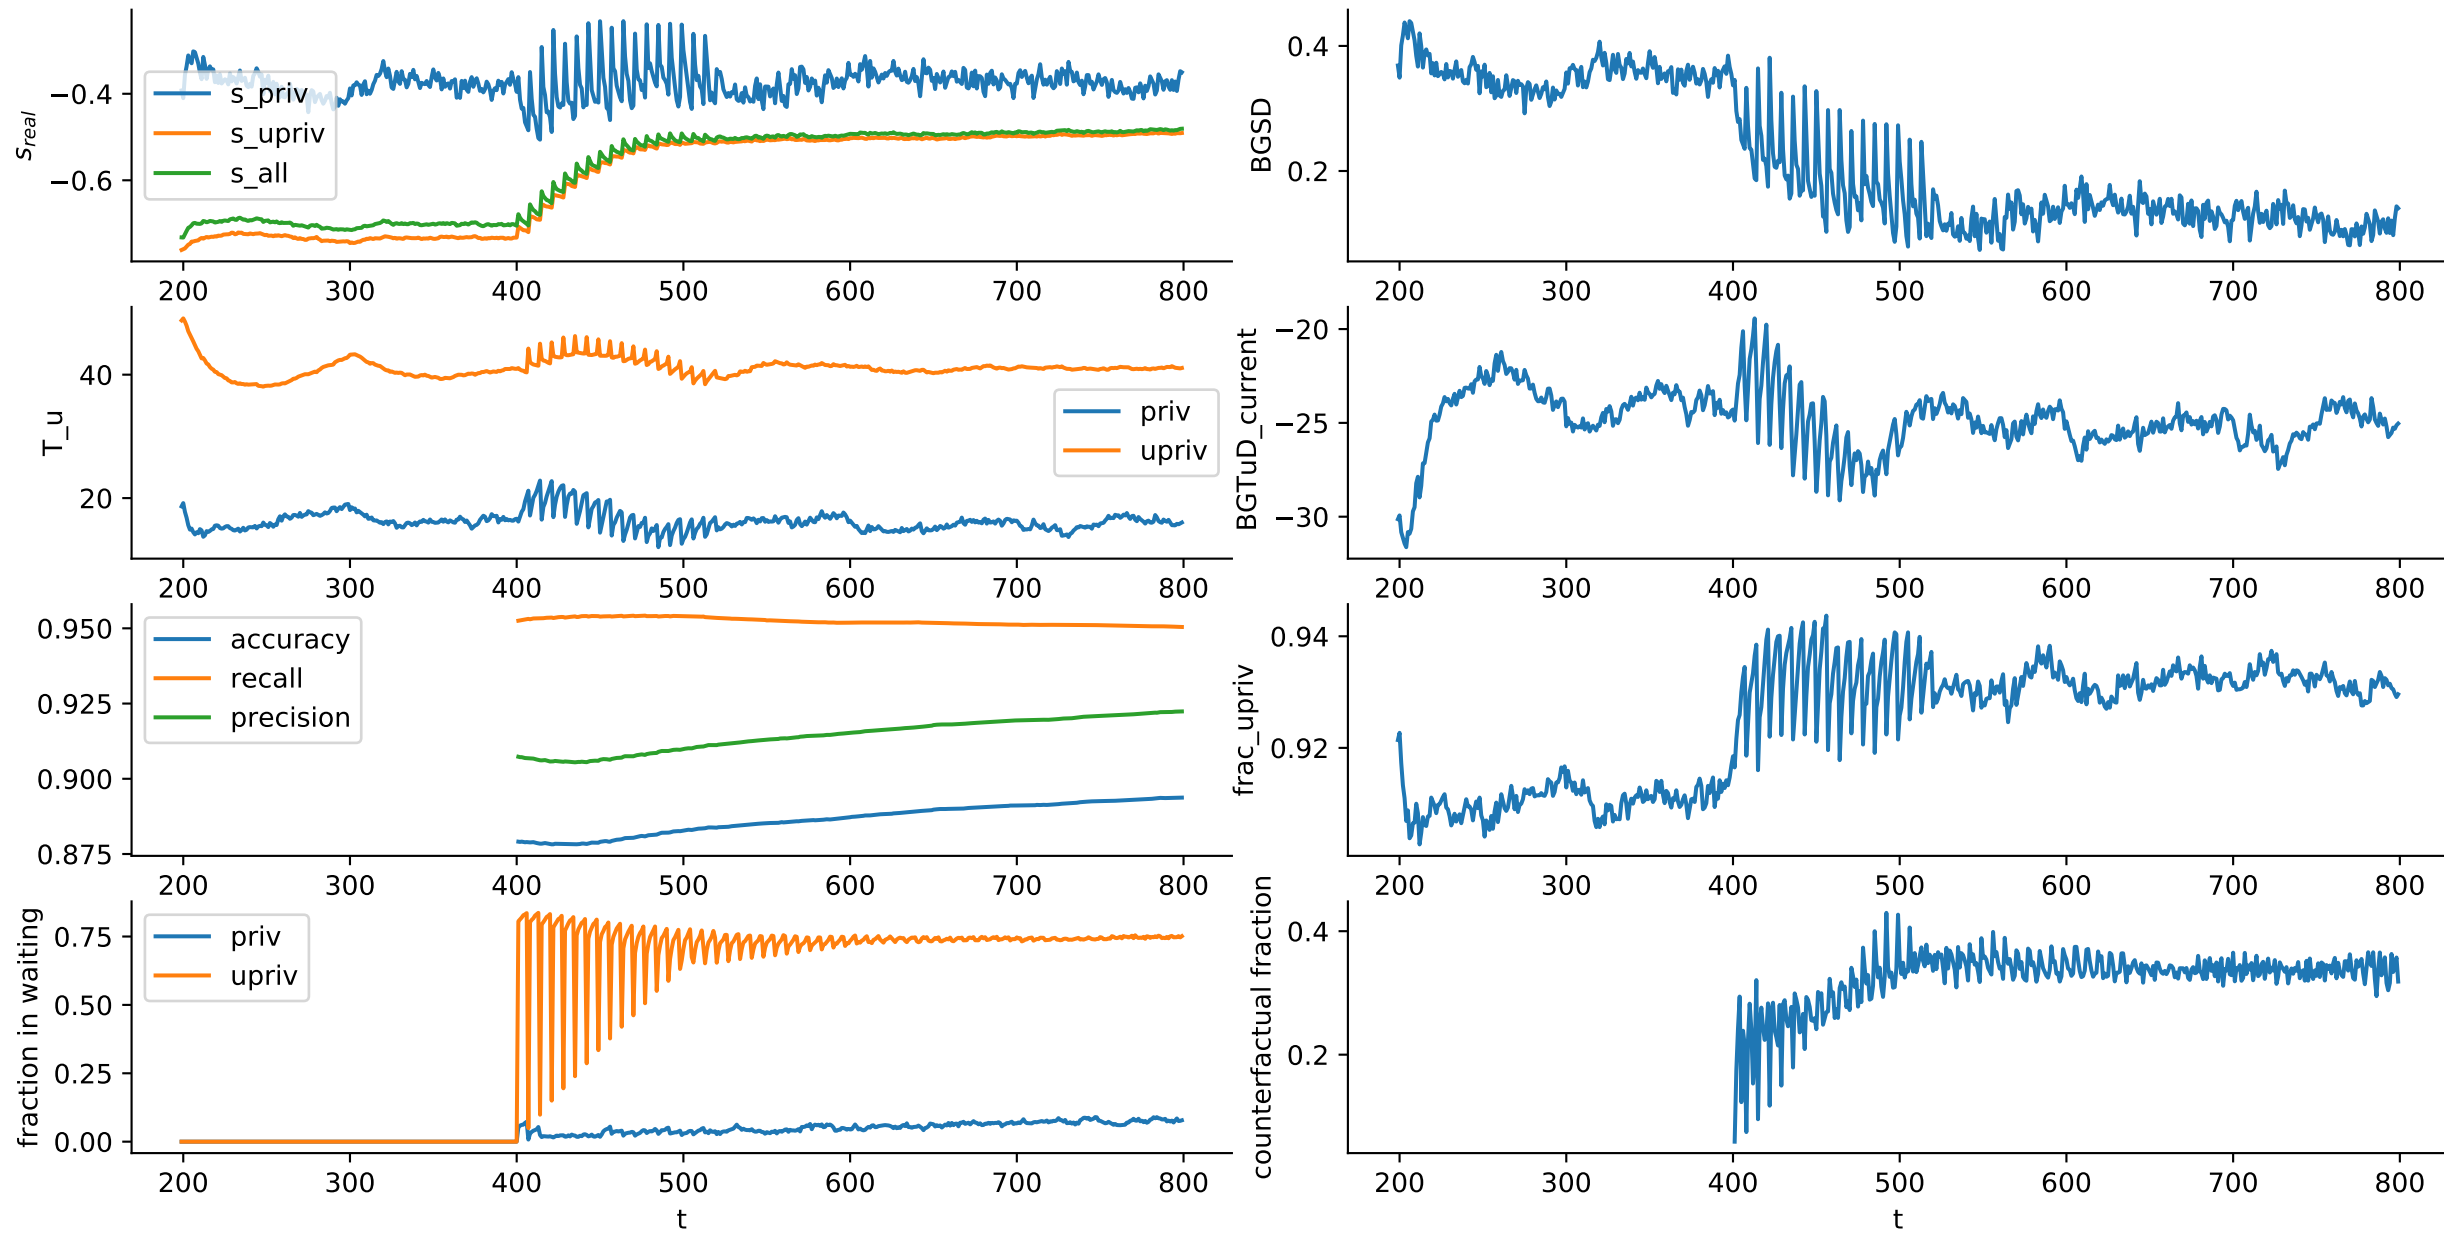 −0.4
−0.6
s_real
s_priv
s_upriv
s_all
200 300 400 500 600 700 800
0.4
0.2
BGSD
200 300 400 500 600 700 800
40
20
T_u
priv
upriv
200 300 400 500 600 700 800
−20
−25
−30
BGTuD_current
200 300 400 500 600 700 800
0.950
0.925
0.900
0.875
accuracy
recall
precision
200 300 400 500 600 700 800
0.94
0.92
frac_upriv
200 300 400 500 600 700 800
0.75
0.50
0.25
0.00
fraction in waiting
priv
upriv
200 300 400 500 600 700 800
t
0.4
0.2
counterfactual fraction
200 300 400 500 600 700 800
t